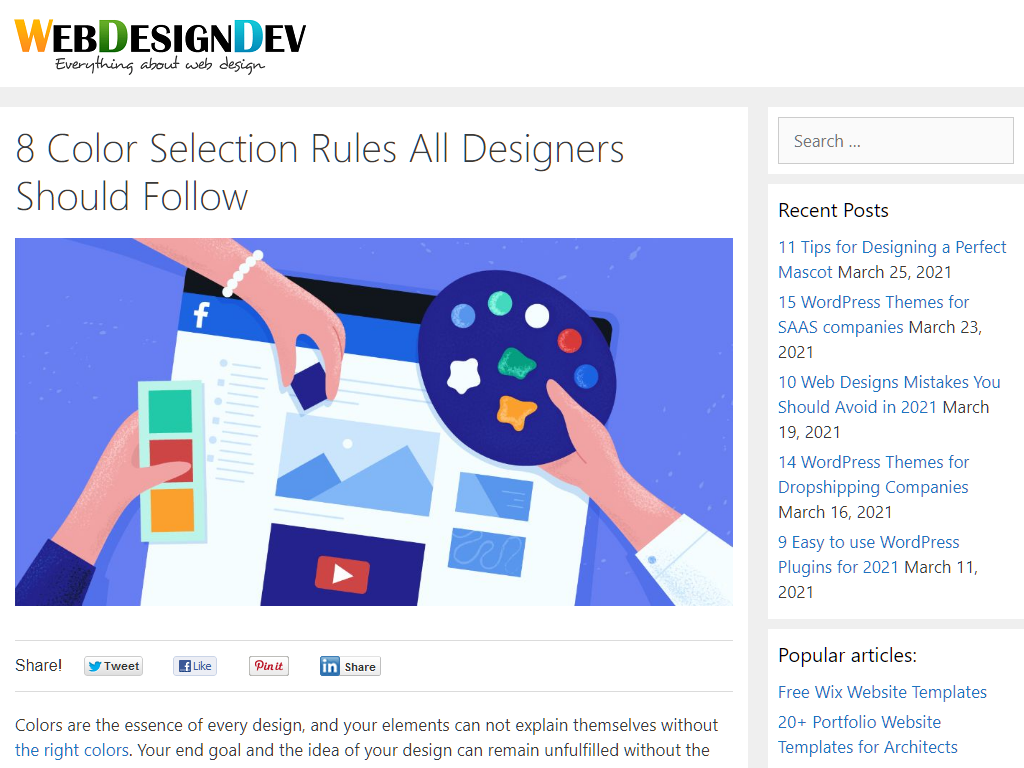 WEBDESIGNDEV
Everything about web design
8 Color Selection Rules All Designers
Should Follow
f
Share!
Tweet
Like
Pin it
in Share
Colors are the essence of every design, and your elements can not explain themselves without
the right colors. Your end goal and the idea of your design can remain unfulfilled without the
Search ...
Recent Posts
11 Tips for Designing a Perfect
Mascot March 25, 2021
15 WordPress Themes for
SAAS companies March 23,
2021
10 Web Designs Mistakes You
Should Avoid in 2021 March
19, 2021
14 WordPress Themes for
Dropshipping Companies
March 16, 2021
9 Easy to use WordPress
Plugins for 2021 March 11,
2021
Popular articles:
Free Wix Website Templates
20+ Portfolio Website
Templates for Architects